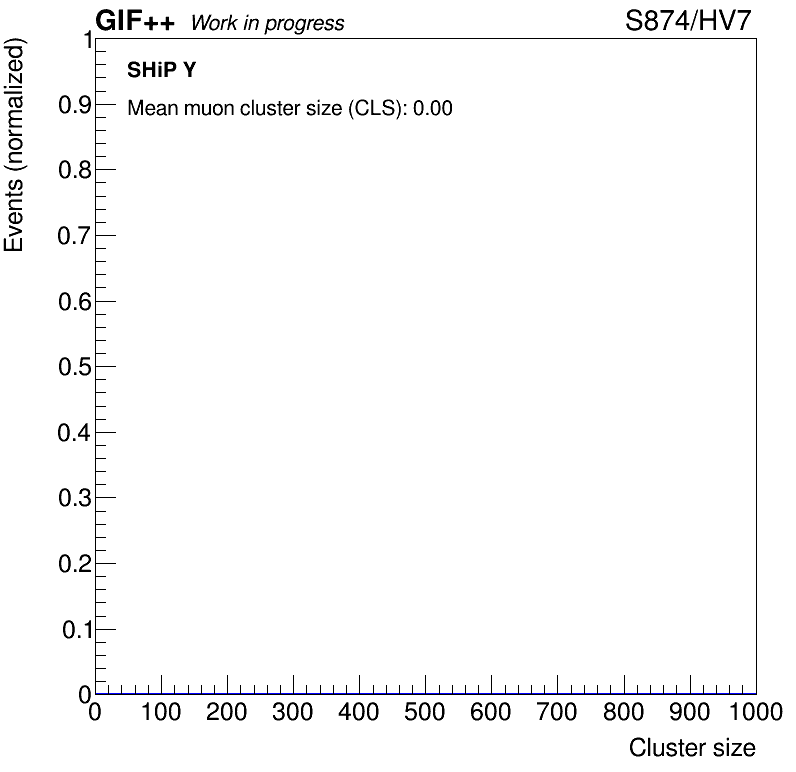 GIF++ Work in progress S874/HV7
SHiP Y
Mean muon cluster size (CLS): 0.00
Events (normalized)
1
0.9
0.8
0.7
0.6
0.5
0.4
0.3
0.2
0.1
0
0 100 200 300 400 500 600 700 800 900 1000
Cluster size